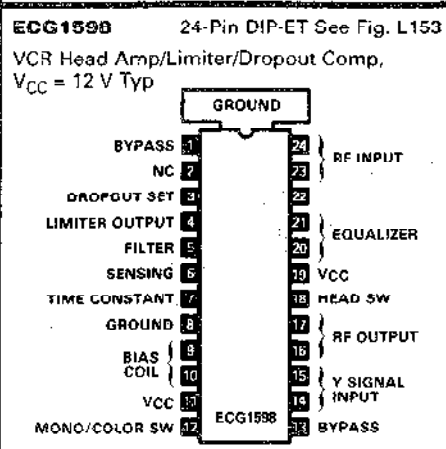 ECG1598 24-Pin DIP-ET See Fig. L153
VCR Head Amp/Limiter/Dropout Comp,
VCC = 12 V Typ
GROUND
BYPASS 1
NC 2
DROPOUT SET 3
LIMITER OUTPUT 4
FILTER 5
SENSING 6
TIME CONSTANT 7
GROUND 8
BIAS COIL 9
10
VCC 11
MONO/COLOR SW 12
ECG1598
24 RF INPUT
23
22
21 EQUALIZER
20
19 VCC
18 HEAD SW
17 RF OUTPUT
16
15 Y SIGNAL INPUT
14
13 BYPASS